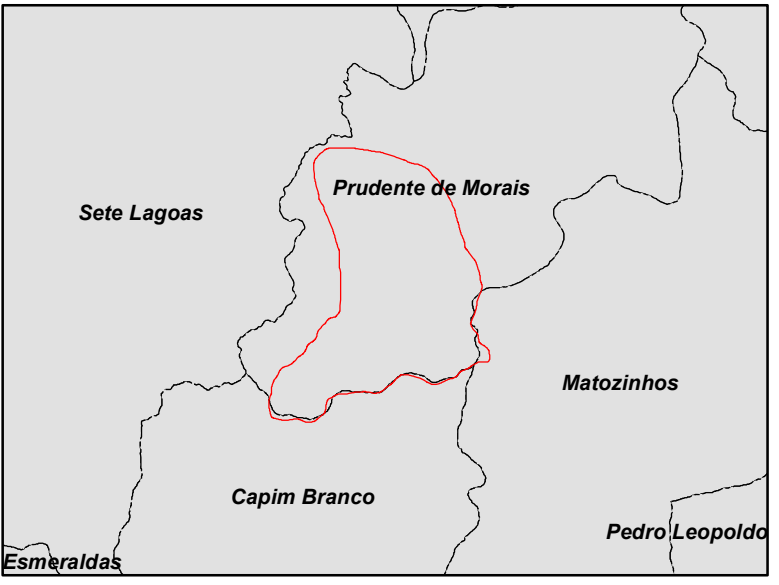 Prudente de Morais
Sete Lagoas
Matozinhos
Capim Branco
Pedro Leopoldo
Esmeraldas